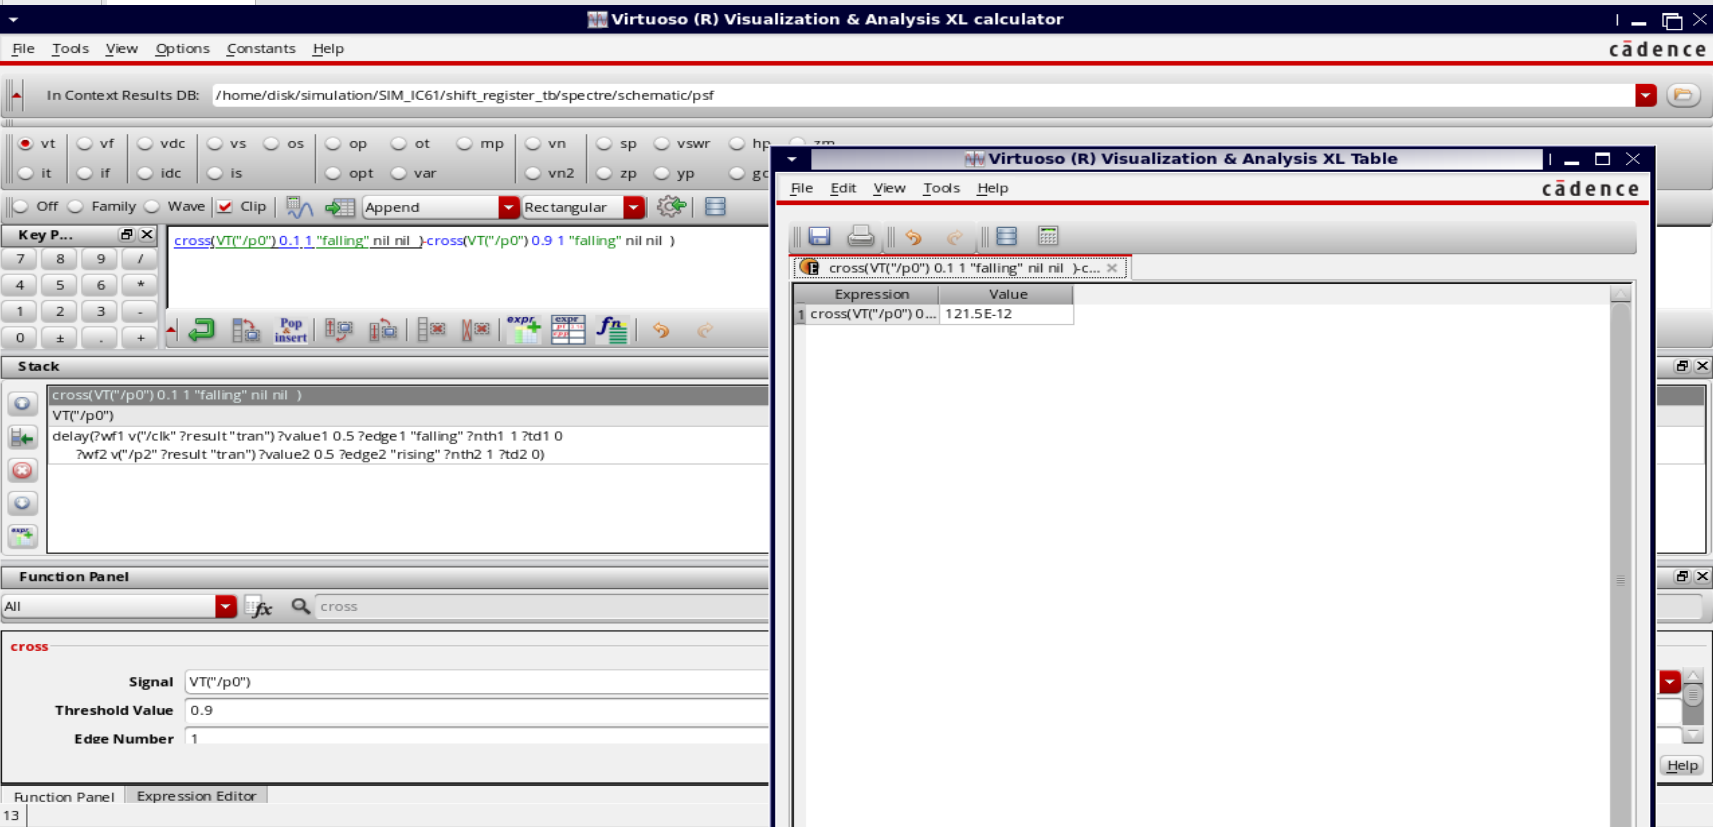 Virtuoso (R) Visualization & Analysis XL calculator
File Tools View Options Constants Help
cādence
In Context Results DB: /home/disk/simulation/SIM_IC61/shift_register_tb/spectre/schematic/psf
vt vf vdc vs os op ot mp vn sp vswr hp zm
it if idc is opt var vn2 zp yp
Off Family Wave Clip Append Rectangular
Key P...
7 8 9 /
4 5 6 *
1 2 3 -
0 ± . +
cross(VT("/p0") 0.1 1 "falling" nil nil )-cross(VT("/p0") 0.9 1 "falling" nil nil )
Pop & insert
expr
expr
fn
Stack
cross(VT("/p0") 0.1 1 "falling" nil nil )
VT("/p0")
delay(?wf1 v("/clk" ?result "tran") ?value1 0.5 ?edge1 "falling" ?nth1 1 ?td1 0
?wf2 v("/p2" ?result "tran") ?value2 0.5 ?edge2 "rising" ?nth2 1 ?td2 0)
expr
Function Panel
All fx cross
cross
Signal VT("/p0")
Threshold Value 0.9
Edge Number 1
Help
Function Panel Expression Editor
13
Virtuoso (R) Visualization & Analysis XL Table
File Edit View Tools Help
cādence
cross(VT("/p0") 0.1 1 "falling" nil nil )-c...
Expression Value
1 cross(VT("/p0") 0... 121.5E-12